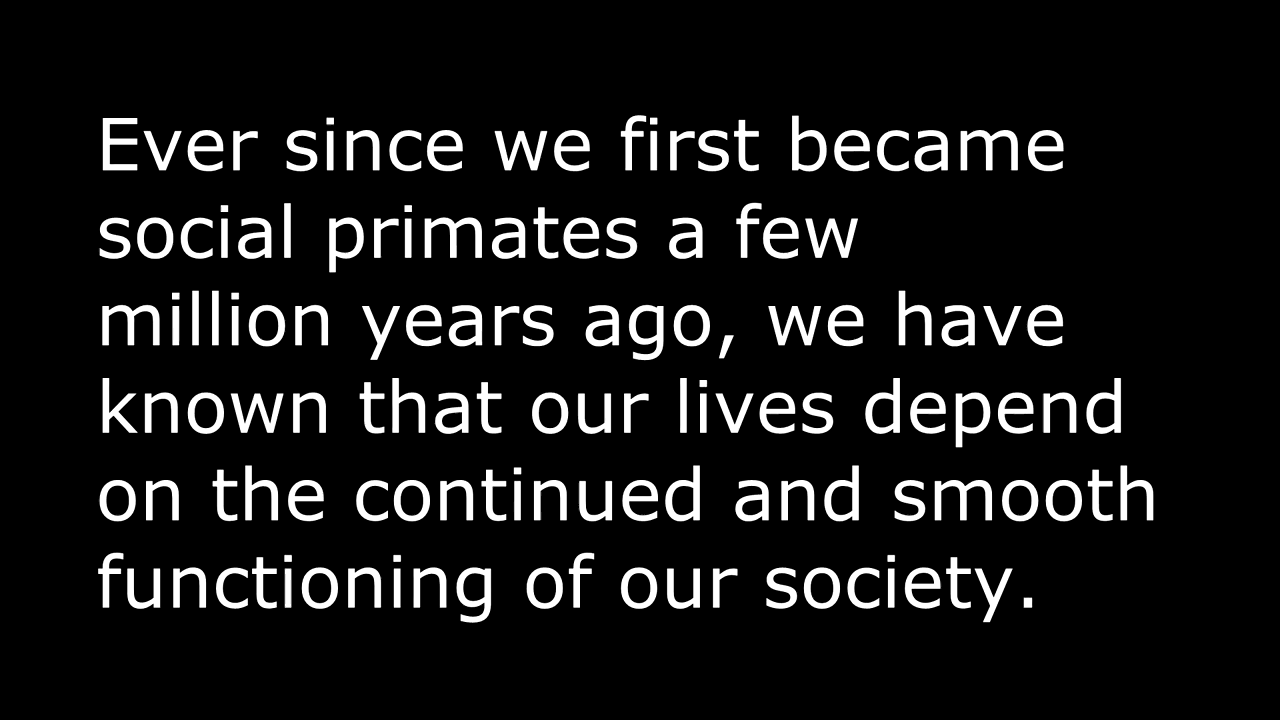 Ever since we first became
social primates a few
million years ago, we have
known that our lives depend
on the continued and smooth
functioning of our society.